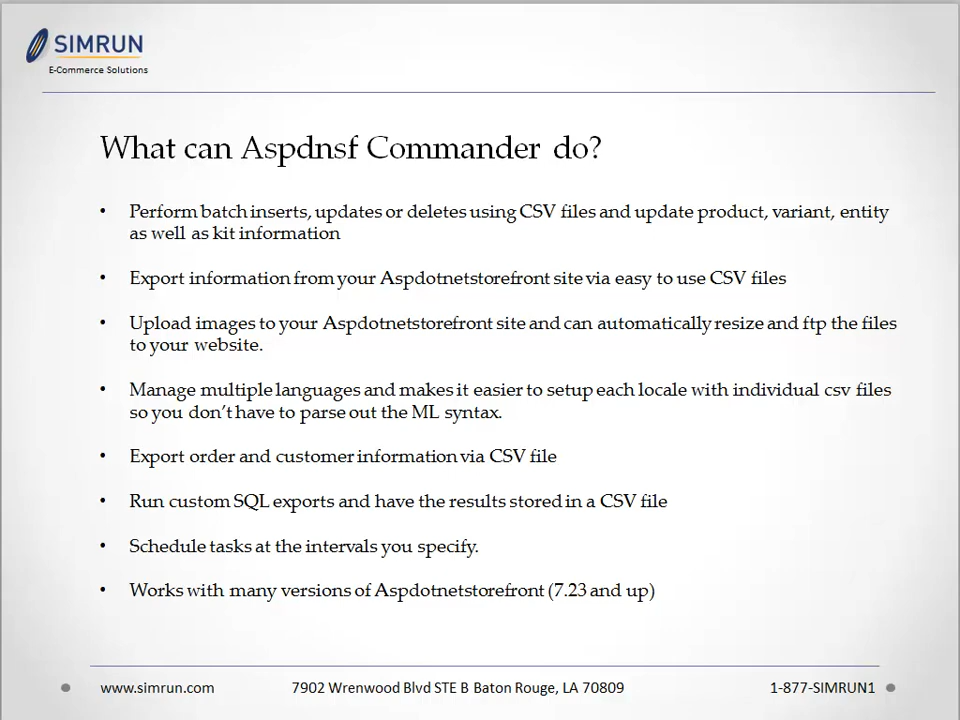 SIMRUN
E-Commerce Solutions
What can Aspdnsf Commander do?
• Perform batch inserts, updates or deletes using CSV files and update product, variant, entity
as well as kit information
• Export information from your Aspdotnetstorefront site via easy to use CSV files
• Upload images to your Aspdotnetstorefront site and can automatically resize and ftp the files
to your website.
• Manage multiple languages and makes it easier to setup each locale with individual csv files
so you don't have to parse out the ML syntax.
• Export order and customer information via CSV file
• Run custom SQL exports and have the results stored in a CSV file
• Schedule tasks at the intervals you specify.
• Works with many versions of Aspdotnetstorefront (7.23 and up)
www.simrun.com 7902 Wrenwood Blvd STE B Baton Rouge, LA 70809 1-877-SIMRUN1